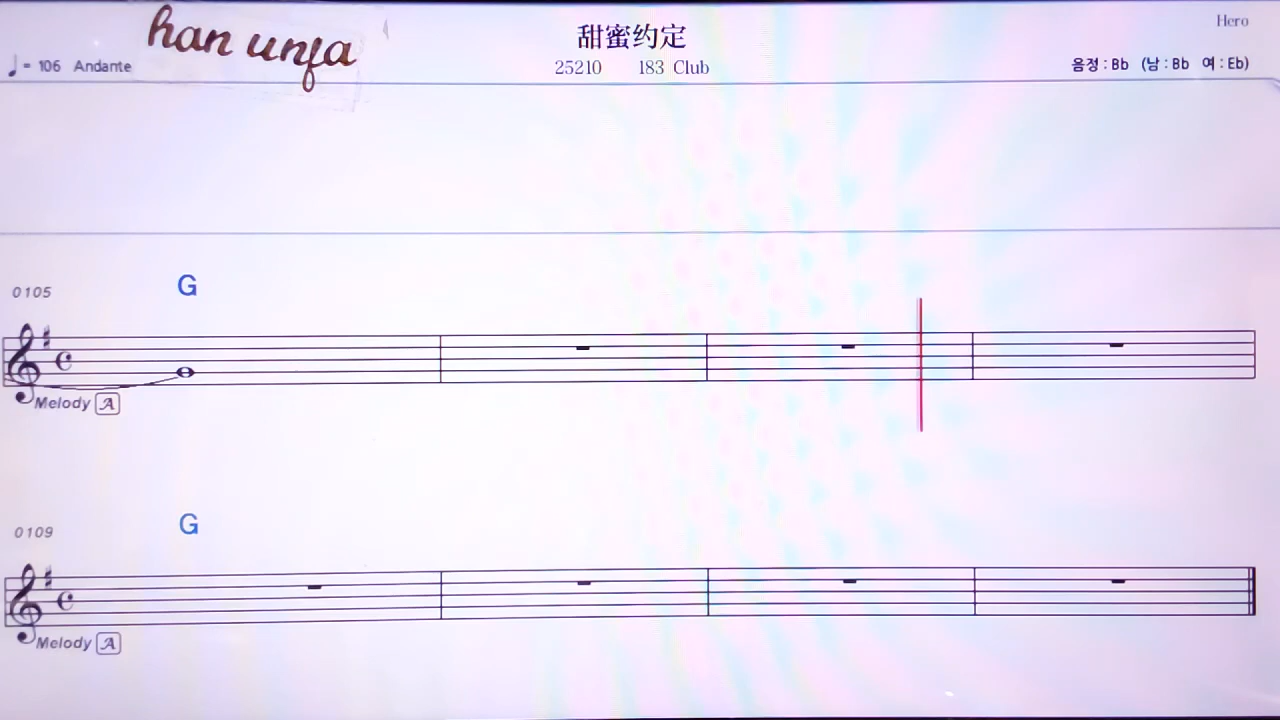 han unfa
甜蜜约定
Hero
♩= 106 Andante
25210 183 Club
음정 : Bb (남 : Bb 여 : Eb)
G
0105
Melody A
G
0109
Melody A